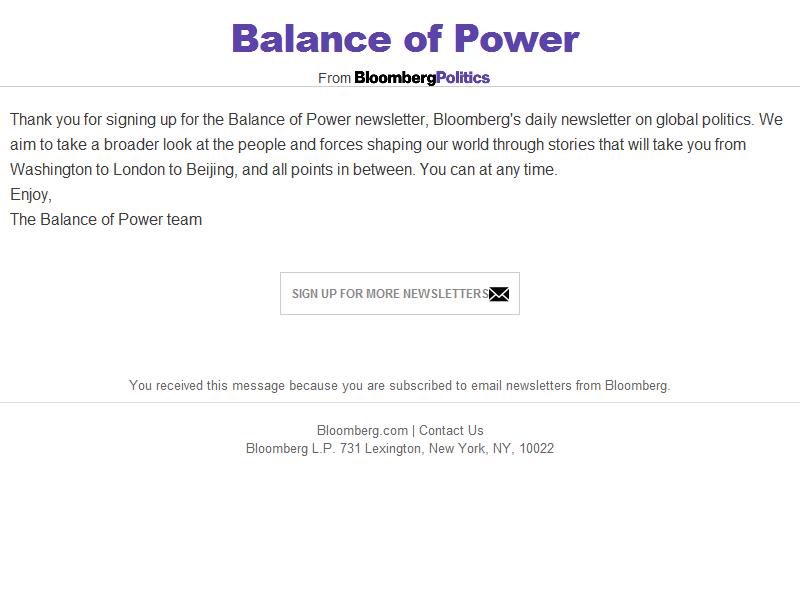 Balance of Power
From BloombergPolitics
Thank you for signing up for the Balance of Power newsletter, Bloomberg's daily newsletter on global politics. We
aim to take a broader look at the people and forces shaping our world through stories that will take you from
Washington to London to Beijing, and all points in between. You can at any time.
Enjoy,
The Balance of Power team
SIGN UP FOR MORE NEWSLETTERS
You received this message because you are subscribed to email newsletters from Bloomberg.
Bloomberg.com | Contact Us
Bloomberg L.P. 731 Lexington, New York, NY, 10022